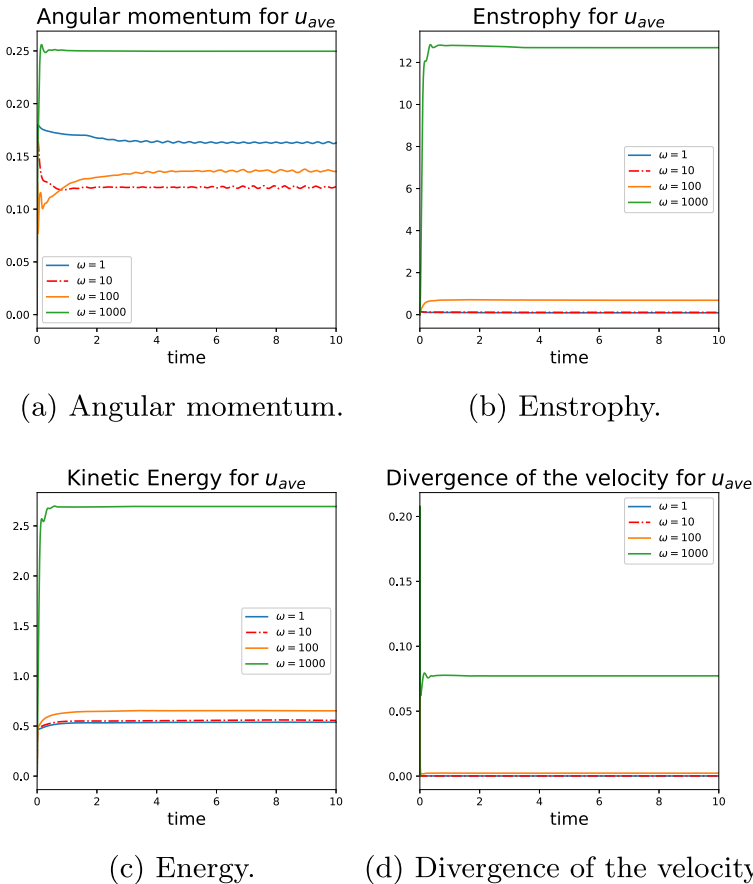 Angular momentum for u_ave
0.25
0.20
0.15
0.10
0.05
0.00
ω = 1
ω = 10
ω = 100
ω = 1000
0 2 4 6 8 10
time
(a) Angular momentum.
Enstrophy for u_ave
12
10
8
6
4
2
0
ω = 1
ω = 10
ω = 100
ω = 1000
0 2 4 6 8 10
time
(b) Enstrophy.
Kinetic Energy for u_ave
2.5
2.0
1.5
1.0
0.5
0.0
ω = 1
ω = 10
ω = 100
ω = 1000
0 2 4 6 8 10
time
(c) Energy.
Divergence of the velocity for u_ave
0.20
0.15
0.10
0.05
0.00
ω = 1
ω = 10
ω = 100
ω = 1000
0 2 4 6 8 10
time
(d) Divergence of the velocity